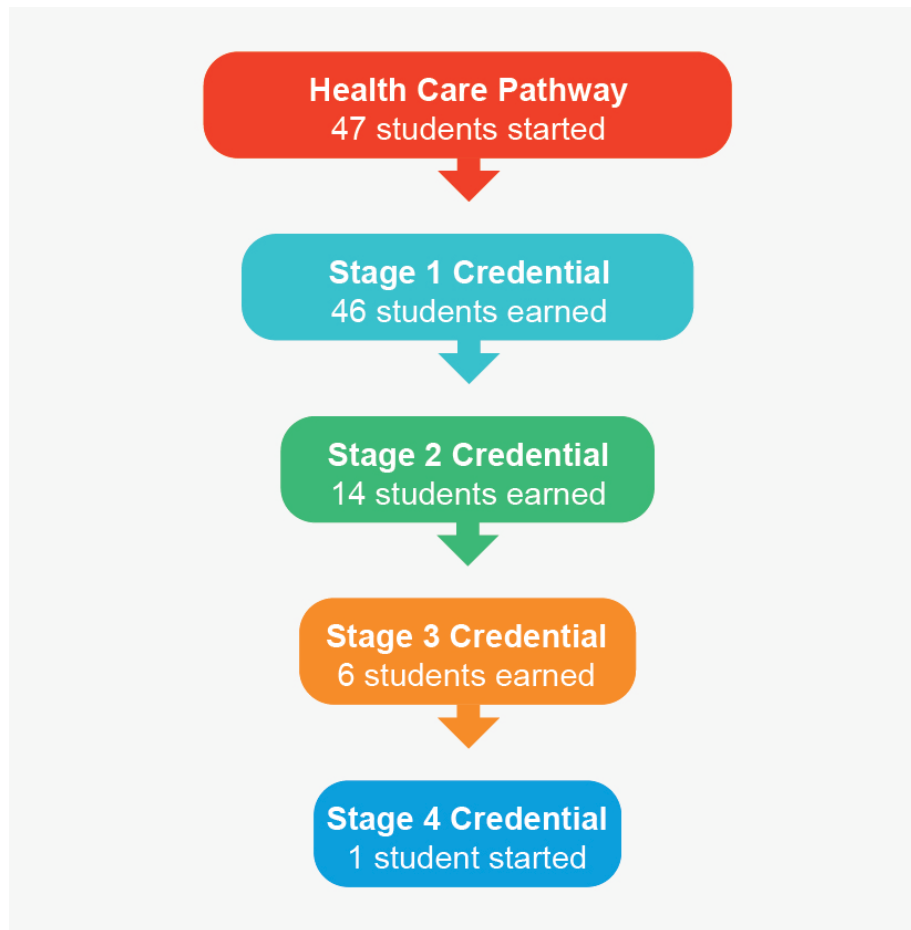 Health Care Pathway
47 students started
Stage 1 Credential
46 students earned
Stage 2 Credential
14 students earned
Stage 3 Credential
6 students earned
Stage 4 Credential
1 student started